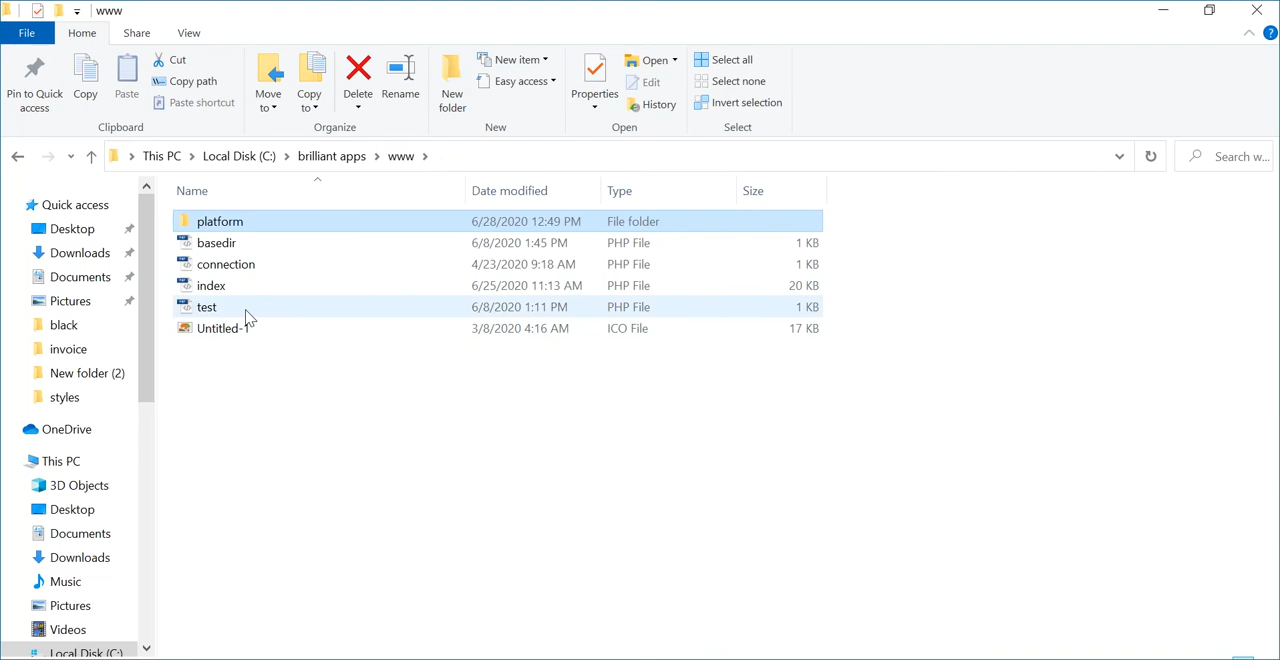 www
File Home Share View
Pin to Quick access
Copy
Paste
Cut
Copy path
Paste shortcut
Clipboard
Move to
Copy to
Delete
Rename
Organize
New folder
New item
Easy access
New
Properties
Open
Edit
History
Open
Select all
Select none
Invert selection
Select
This PC > Local Disk (C:) > brilliant apps > www >
Search w...
Name Date modified Type Size
platform 6/28/2020 12:49 PM File folder
basedir 6/8/2020 1:45 PM PHP File 1 KB
connection 4/23/2020 9:18 AM PHP File 1 KB
index 6/25/2020 11:13 AM PHP File 20 KB
test 6/8/2020 1:11 PM PHP File 1 KB
Untitled-1 3/8/2020 4:16 AM ICO File 17 KB
Quick access
Desktop
Downloads
Documents
Pictures
black
invoice
New folder (2)
styles
OneDrive
This PC
3D Objects
Desktop
Documents
Downloads
Music
Pictures
Videos
Local Disk (C:)